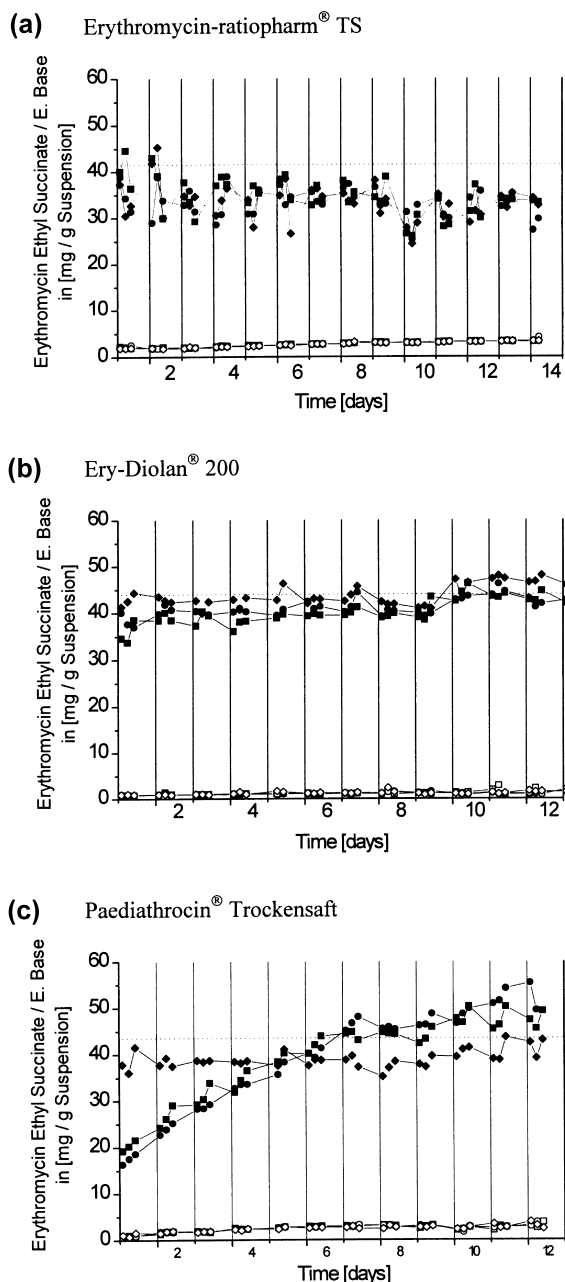 (a) Erythromycin-ratiopharm® TS
Erythromycin Ethyl Succinate / E. Base
in [mg / g Suspension]
60
50
40
30
20
10
0
2 4 6 8 10 12 14
Time [days]
(b) Ery-Diolan® 200
Erythromycin Ethyl Succinate / E. Base
in [mg / g Suspension]
60
50
40
30
20
10
0
2 4 6 8 10 12
Time [days]
(c) Paediathrocin® Trockensaft
Erythromycin Ethyl Succinate / E. Base
in [mg / g Suspension]
60
50
40
30
20
10
0
2 4 6 8 10 12
Time [days]